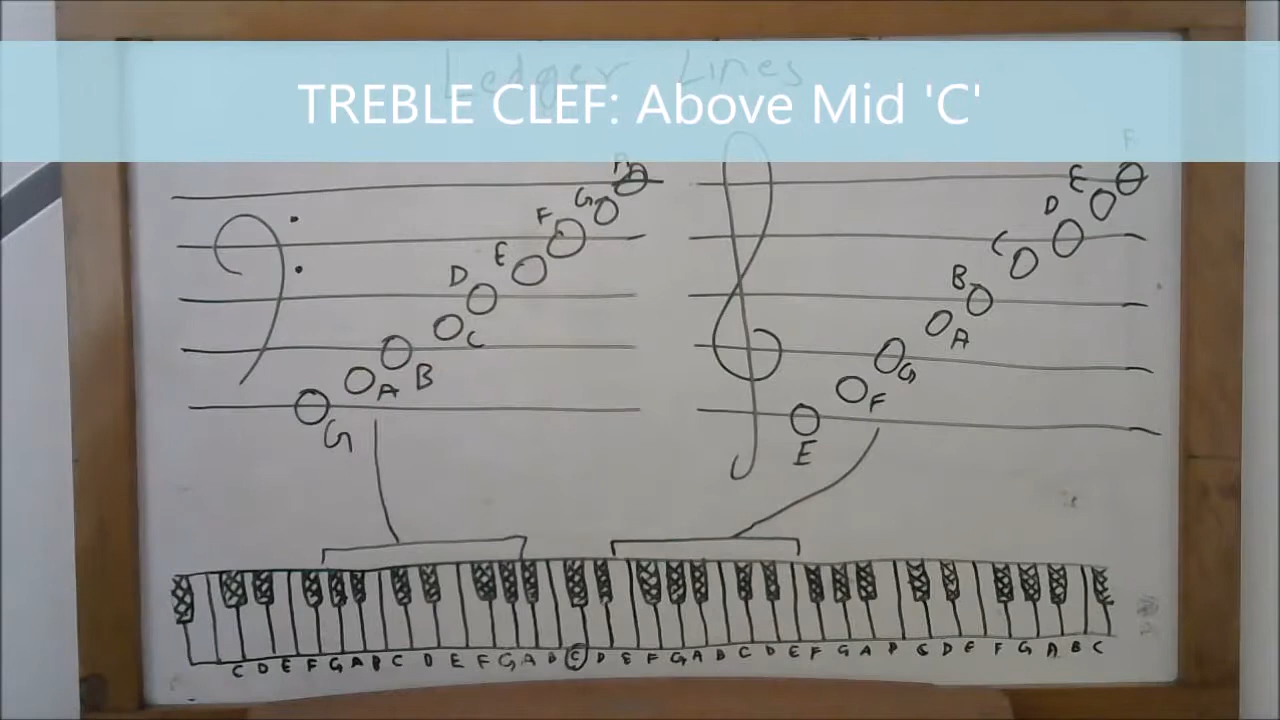 Ledger Lines
TREBLE CLEF: Above Mid 'C'
G A B C D E F G A
E F G A B C D E F
C D E F G A B C D E F G A B C D E F G A B C D E F G A B C D E F G A B C